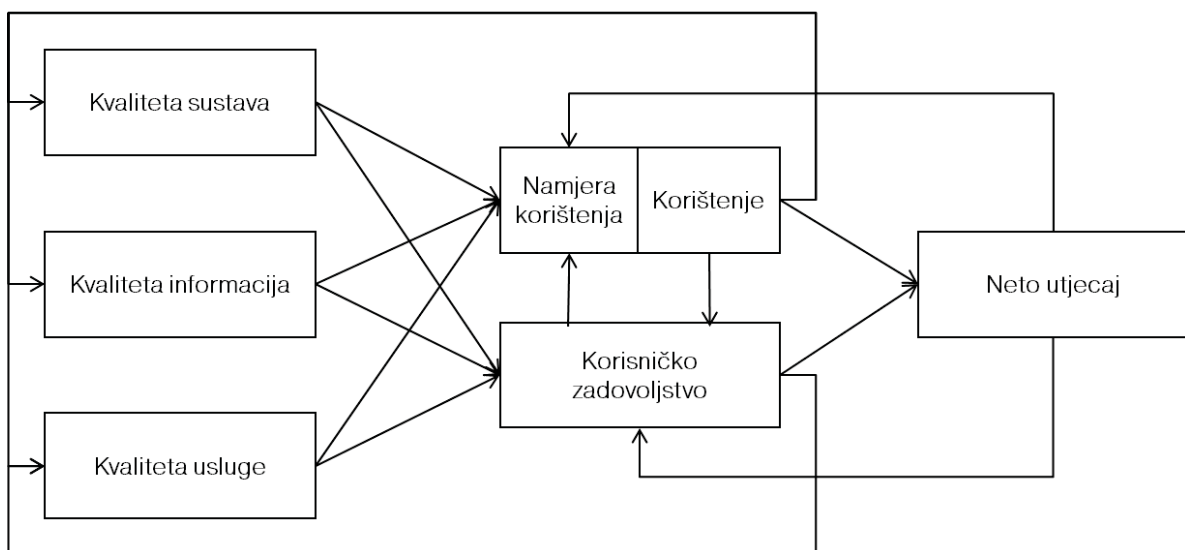 Kvaliteta sustava
Namjera
korištenja
Korištenje
Kvaliteta informacija
Neto utjecaj
Korisničko
zadovoljstvo
Kvaliteta usluge